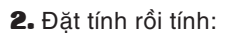 2. Đặt tính rồi tính: